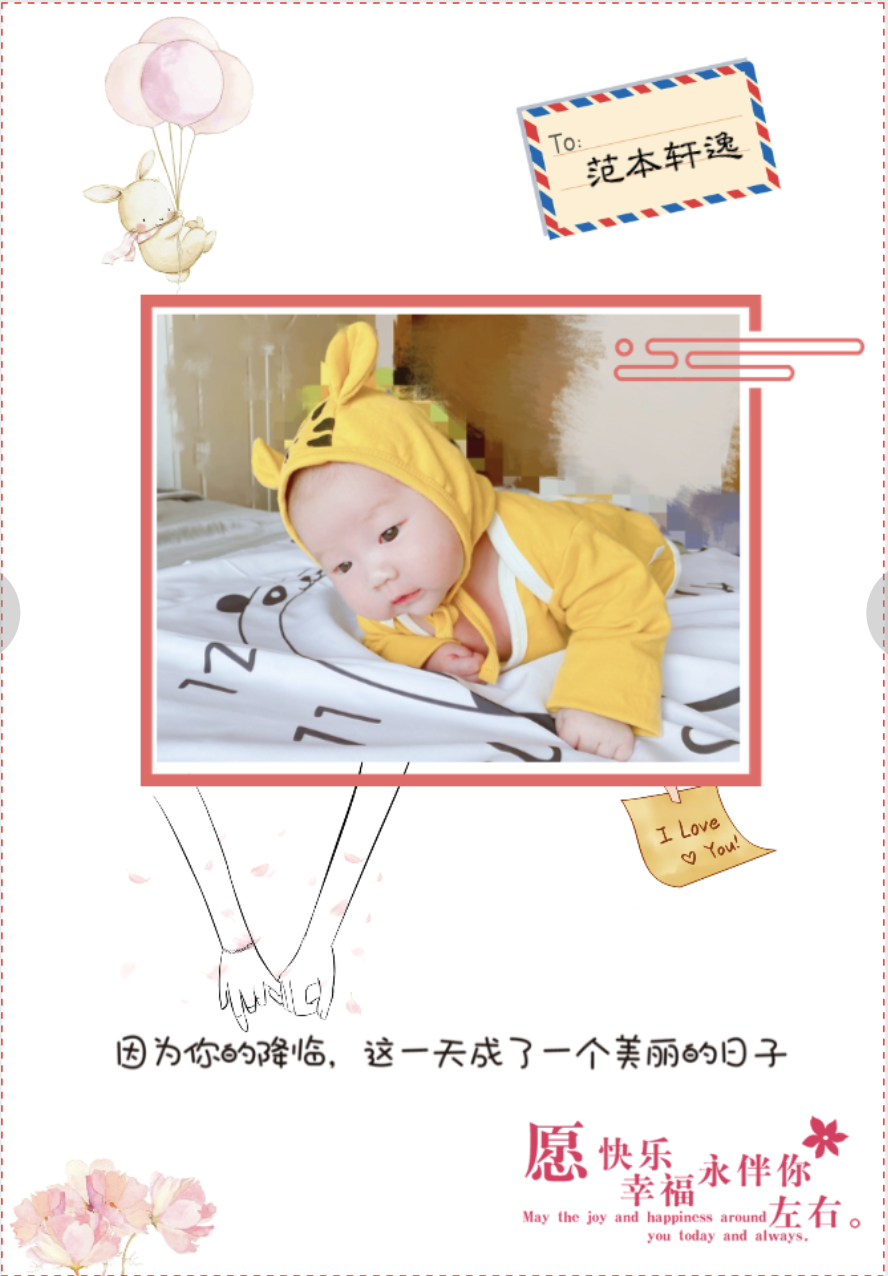 To:
范本轩逸
12
11
I Love
♡ You!
因为你的降临，这一天成了一个美丽的日子
愿快乐
幸福永伴你
左右。
May the joy and happiness around
you today and always.